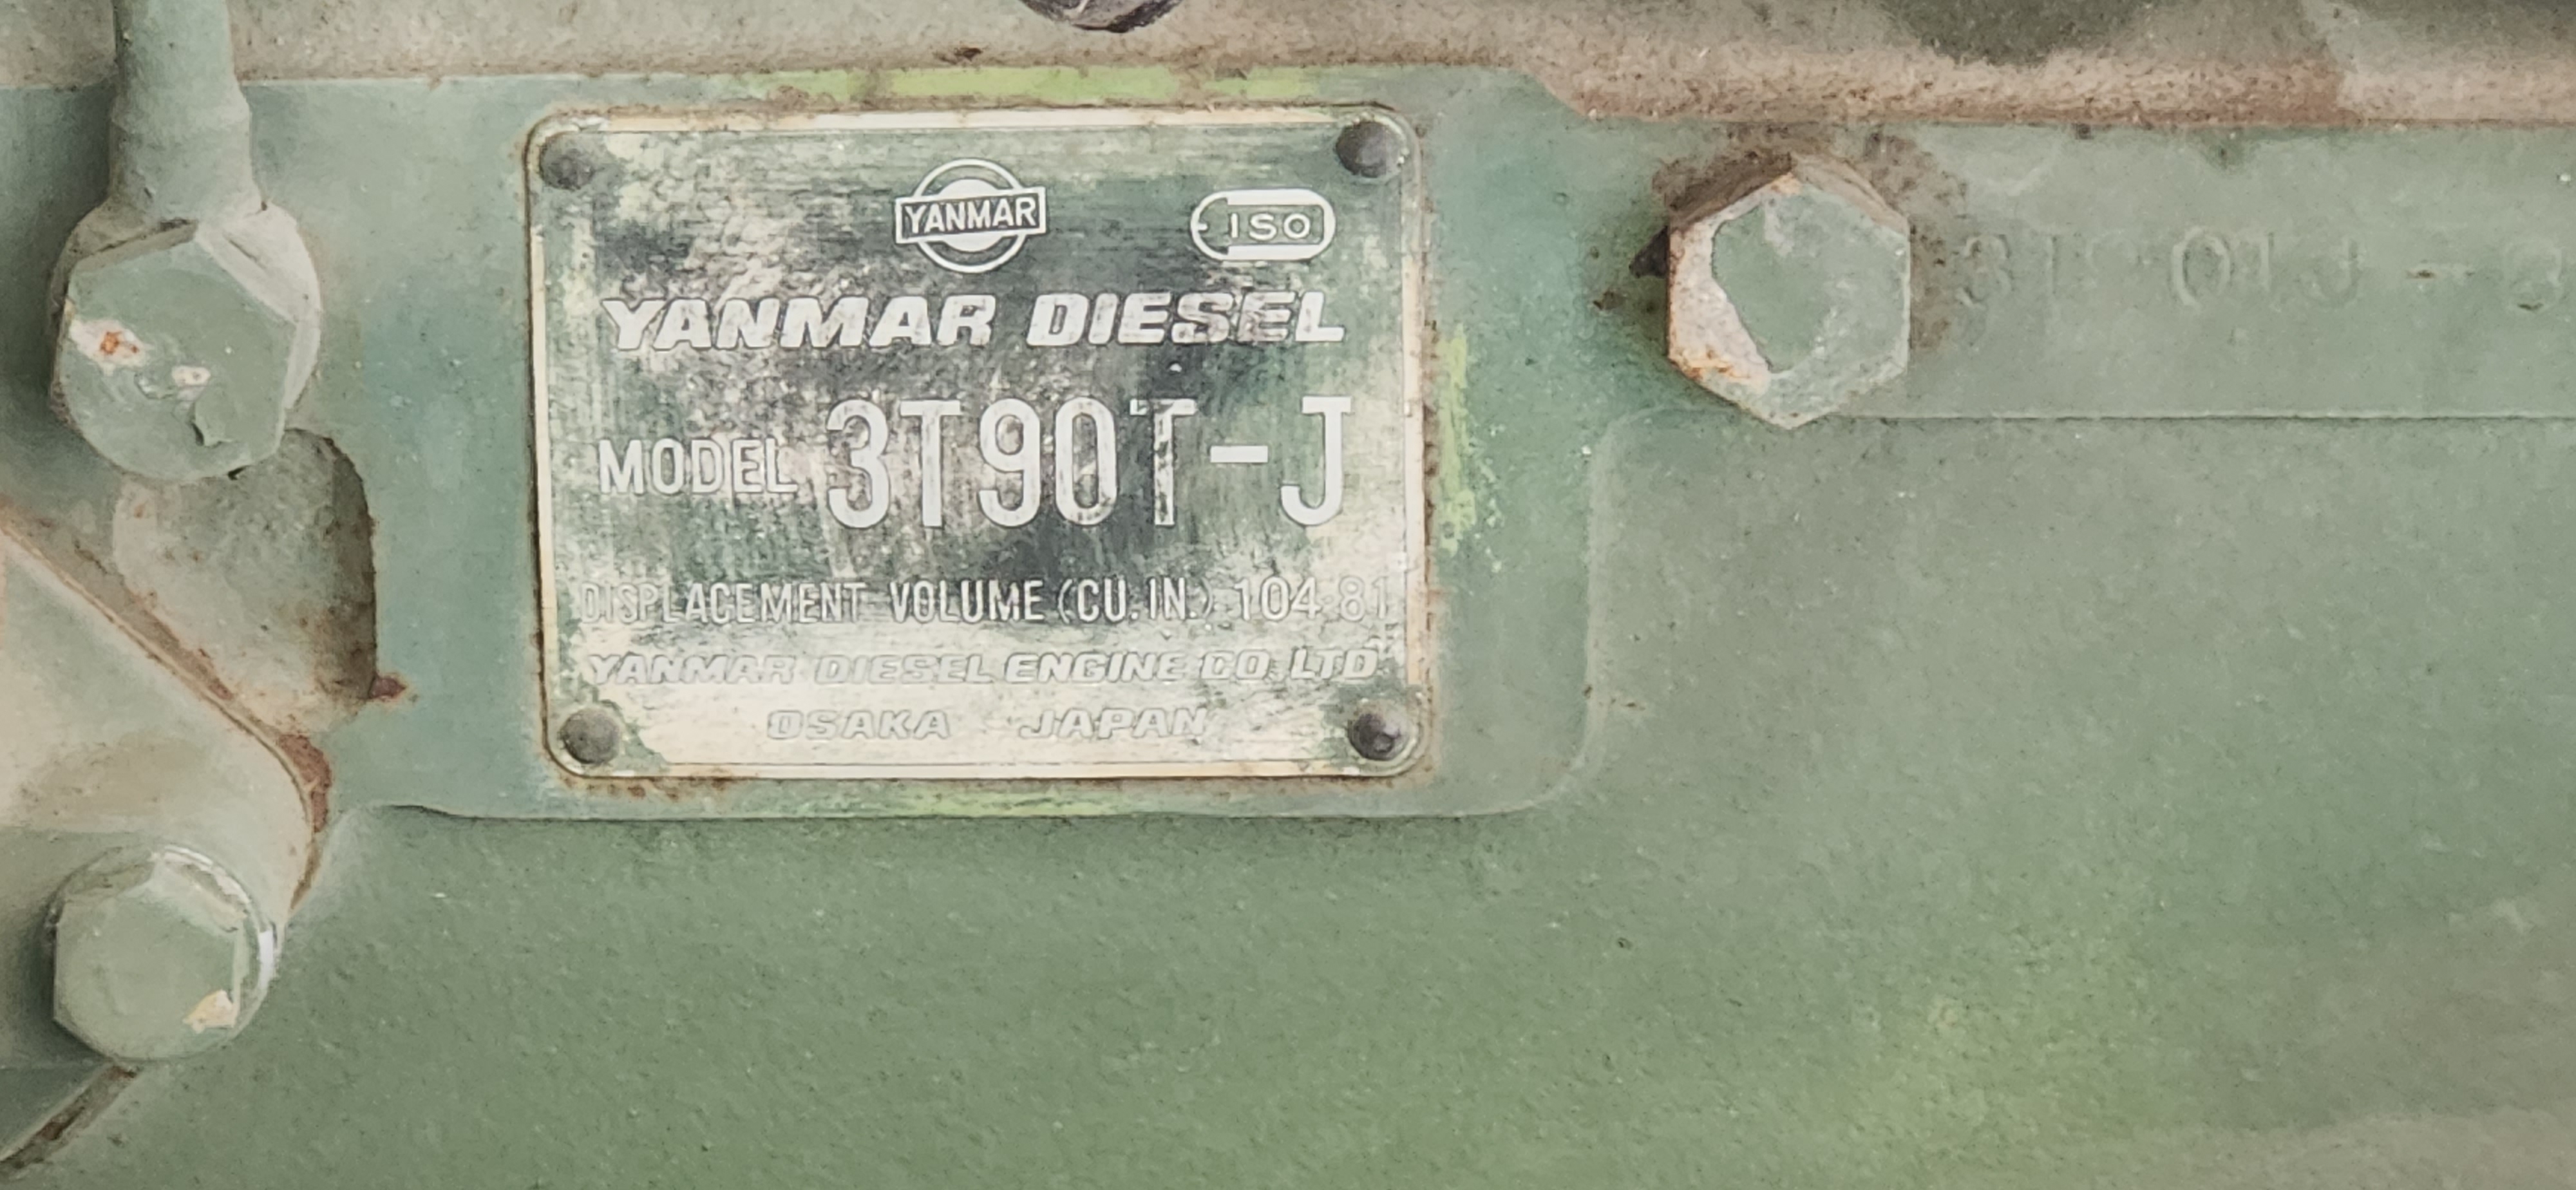 YANMAR
ISO
YANMAR DIESEL
MODEL 3T90T-J
DISPLACEMENT VOLUME (CU.IN.) 104.81
YANMAR DIESEL ENGINE CO.,LTD.
OSAKA JAPAN